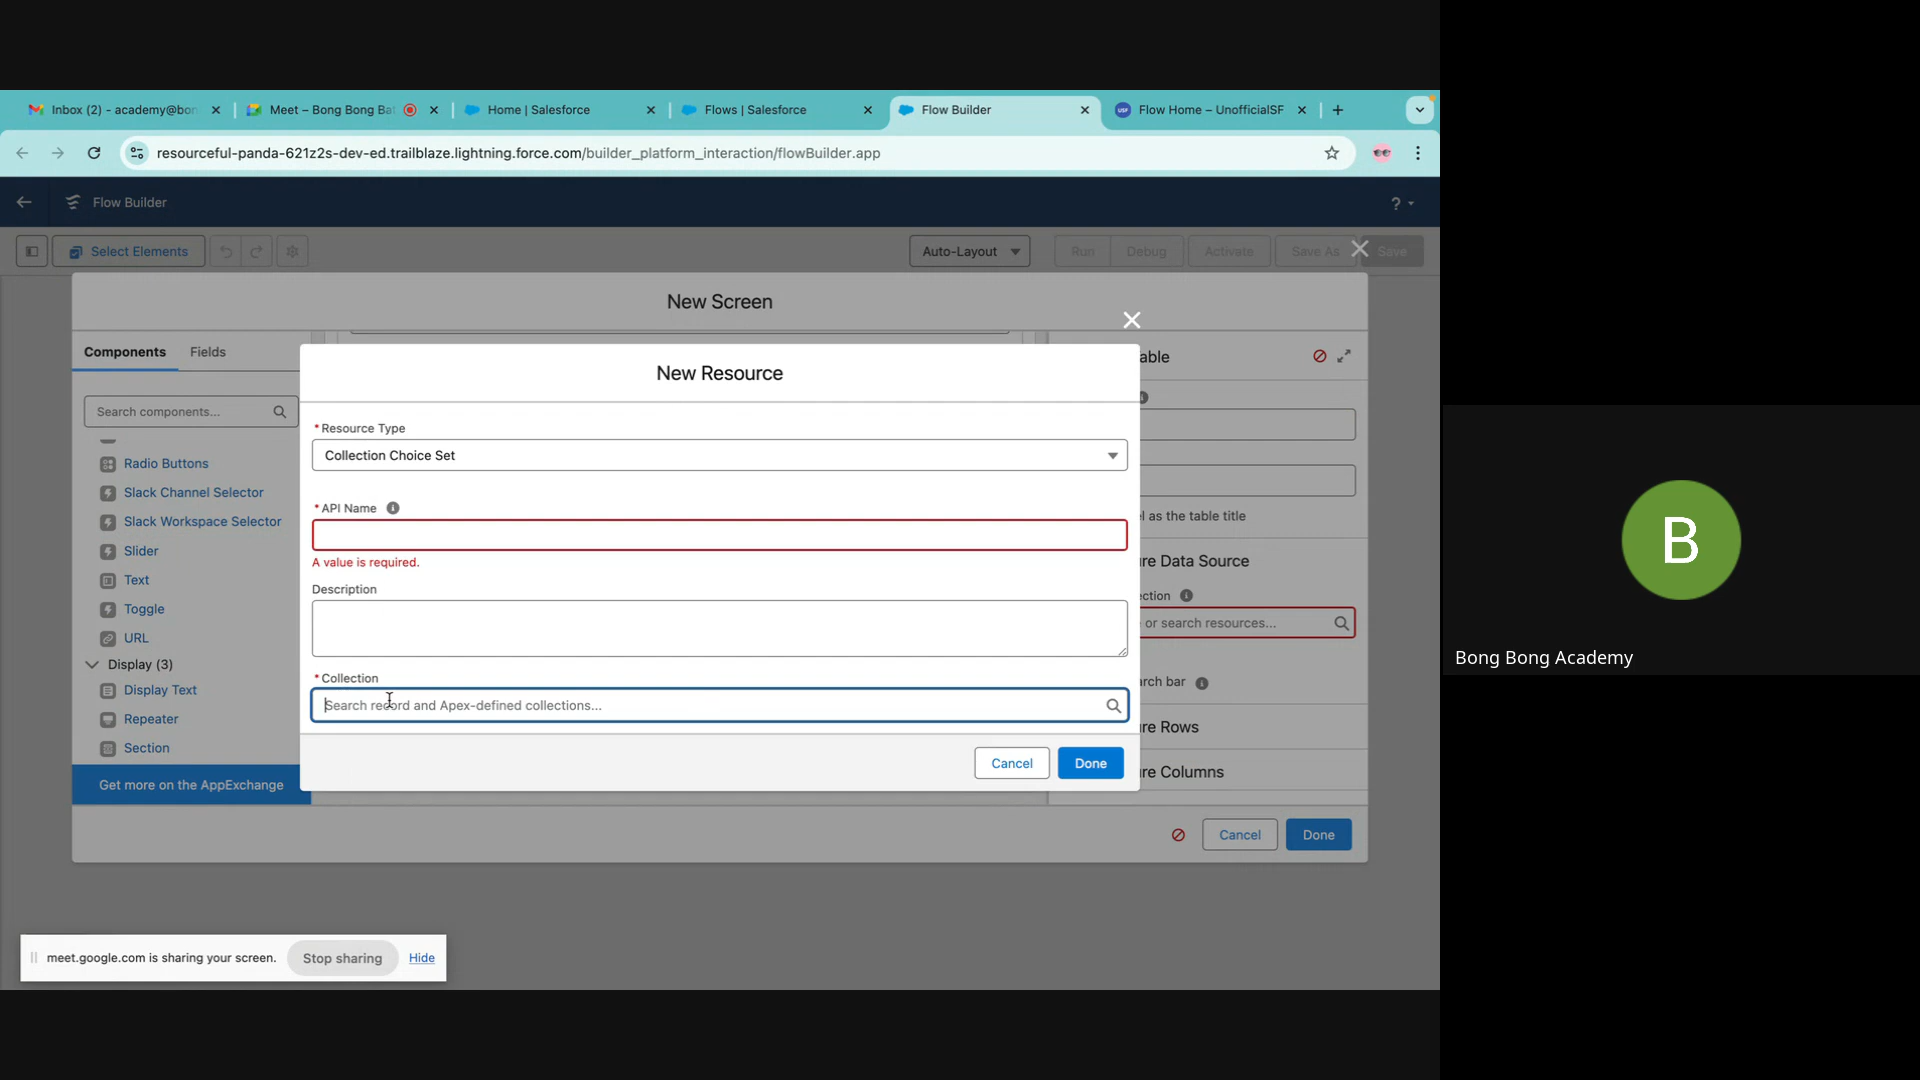 Inbox (2) - academy@bon
Meet – Bong Bong Ba
Home | Salesforce
Flows | Salesforce
Flow Builder
Flow Home – UnofficialSF
resourceful-panda-621z2s-dev-ed.trailblaze.lightning.force.com/builder_platform_interaction/flowBuilder.app
Flow Builder
?
Select Elements
Auto-Layout
Run
Debug
Activate
Save As
Save
New Screen
Components
Fields
able
Search components...
Radio Buttons
Slack Channel Selector
Slack Workspace Selector
Slider
Text
Toggle
URL
Display (3)
Display Text
Repeater
Section
Get more on the AppExchange
New Resource
* Resource Type
Collection Choice Set
* API Name
A value is required.
Description
* Collection
Search record and Apex-defined collections...
Cancel
Done
l as the table title
re Data Source
ection
or search resources...
rch bar
re Rows
re Columns
Cancel
Done
meet.google.com is sharing your screen.
Stop sharing
Hide
B
Bong Bong Academy